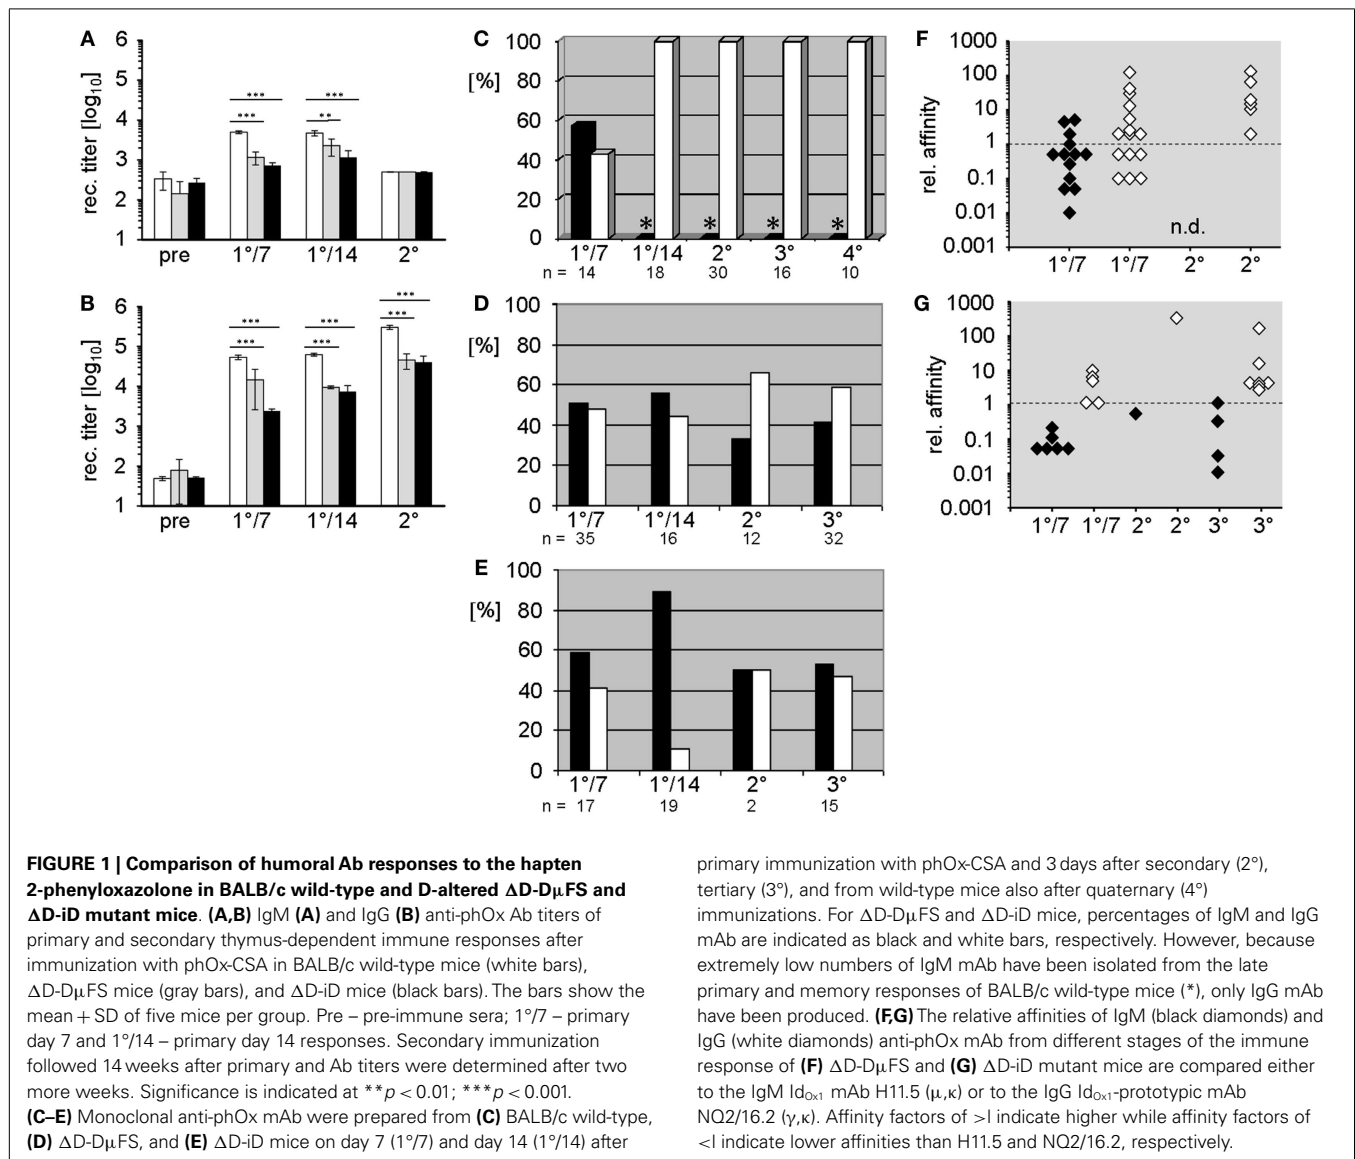 A
6
5
4
3
2
1
rec. titer [log10]
***
***
***
**
pre
1°/7
1°/14
2°
B
6
5
4
3
2
1
rec. titer [log10]
***
***
***
***
***
***
pre
1°/7
1°/14
2°
C
[%]
100
80
60
40
20
0
* * * *
1°/7
1°/14
2°
3°
4°
n = 14 18 30 16 10
D
[%]
100
80
60
40
20
0
1°/7
1°/14
2°
3°
n = 35 16 12 32
E
[%]
100
80
60
40
20
0
1°/7
1°/14
2°
3°
n = 17 19 2 15
F
1000
100
10
1
0.1
0.01
0.001
rel. affinity
n.d.
1°/7
1°/7
2°
2°
G
1000
100
10
1
0.1
0.01
0.001
rel. affinity
1°/7 1°/7 2° 2° 3° 3°
FIGURE 1 | Comparison of humoral Ab responses to the hapten
2-phenyloxazolone in BALB/c wild-type and D-altered ΔD-DμFS and
ΔD-iD mutant mice. (A,B) IgM (A) and IgG (B) anti-phOx Ab titers of
primary and secondary thymus-dependent immune responses after
immunization with phOx-CSA in BALB/c wild-type mice (white bars),
ΔD-DμFS mice (gray bars), and ΔD-iD mice (black bars). The bars show the
mean + SD of five mice per group. Pre – pre-immune sera; 1°/7 – primary
day 7 and 1°/14 – primary day 14 responses. Secondary immunization
followed 14 weeks after primary and Ab titers were determined after two
more weeks. Significance is indicated at **p < 0.01; ***p < 0.001.
(C–E) Monoclonal anti-phOx mAb were prepared from (C) BALB/c wild-type,
(D) ΔD-DμFS, and (E) ΔD-iD mice on day 7 (1°/7) and day 14 (1°/14) after
primary immunization with phOx-CSA and 3 days after secondary (2°),
tertiary (3°), and from wild-type mice also after quaternary (4°)
immunizations. For ΔD-DμFS and ΔD-iD mice, percentages of IgM and IgG
mAb are indicated as black and white bars, respectively. However, because
extremely low numbers of IgM mAb have been isolated from the late
primary and memory responses of BALB/c wild-type mice (*), only IgG mAb
have been produced. (F,G) The relative affinities of IgM (black diamonds) and
IgG (white diamonds) anti-phOx mAb from different stages of the immune
response of (F) ΔD-DμFS and (G) ΔD-iD mutant mice are compared either
to the IgM IdOx1 mAb H11.5 (μ,κ) or to the IgG IdOx1-prototypic mAb
NQ2/16.2 (γ,κ). Affinity factors of >I indicate higher while affinity factors of
<I indicate lower affinities than H11.5 and NQ2/16.2, respectively.